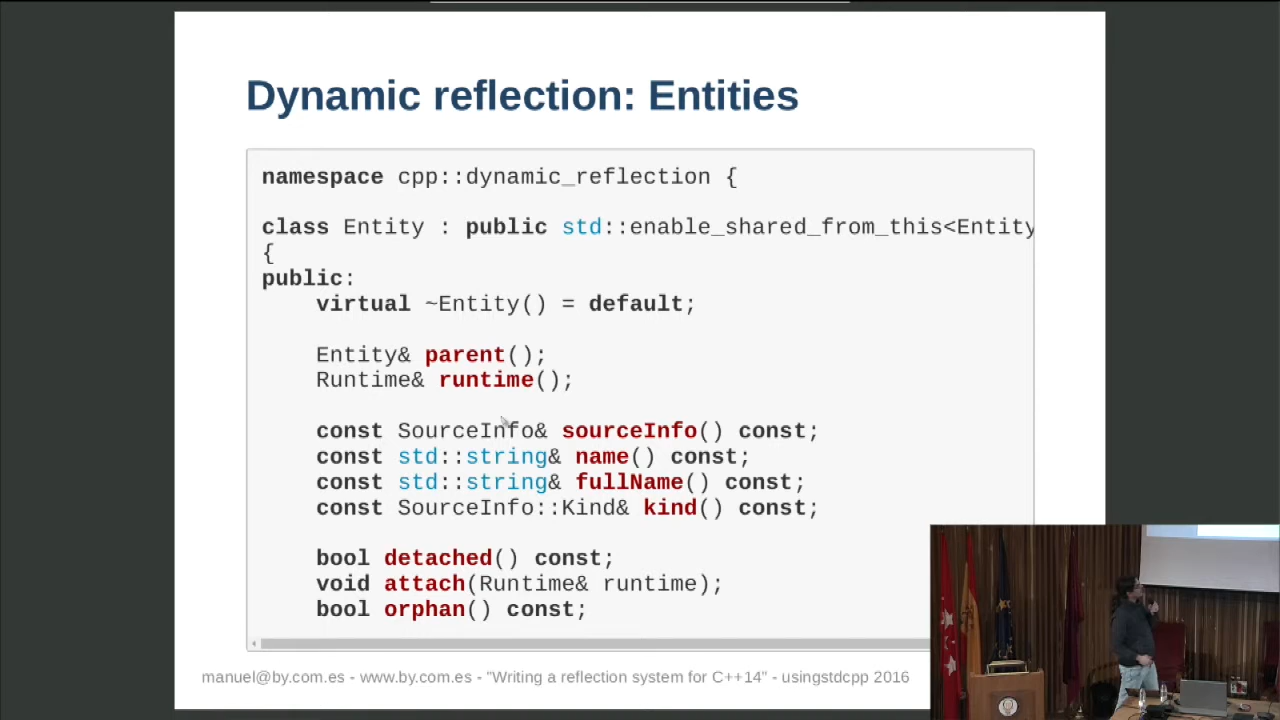 Dynamic reflection: Entities
namespace cpp::dynamic_reflection {
class Entity : public std::enable_shared_from_this<Entity
{
public:
virtual ~Entity() = default;
Entity& parent();
Runtime& runtime();
const SourceInfo& sourceInfo() const;
const std::string& name() const;
const std::string& fullName() const;
const SourceInfo::Kind& kind() const;
bool detached() const;
void attach(Runtime& runtime);
bool orphan() const;
manuel@by.com.es - www.by.com.es - "Writing a reflection system for C++14" - usingstdcpp 2016